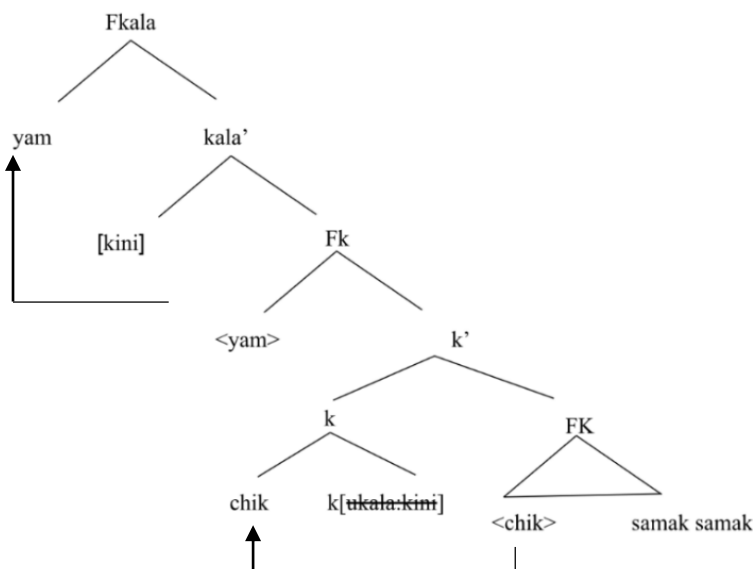 Fkala
yam kala’
[kini] Fk
<yam> k’
k FK
chik k[ukala:kini] <chik> samak samak